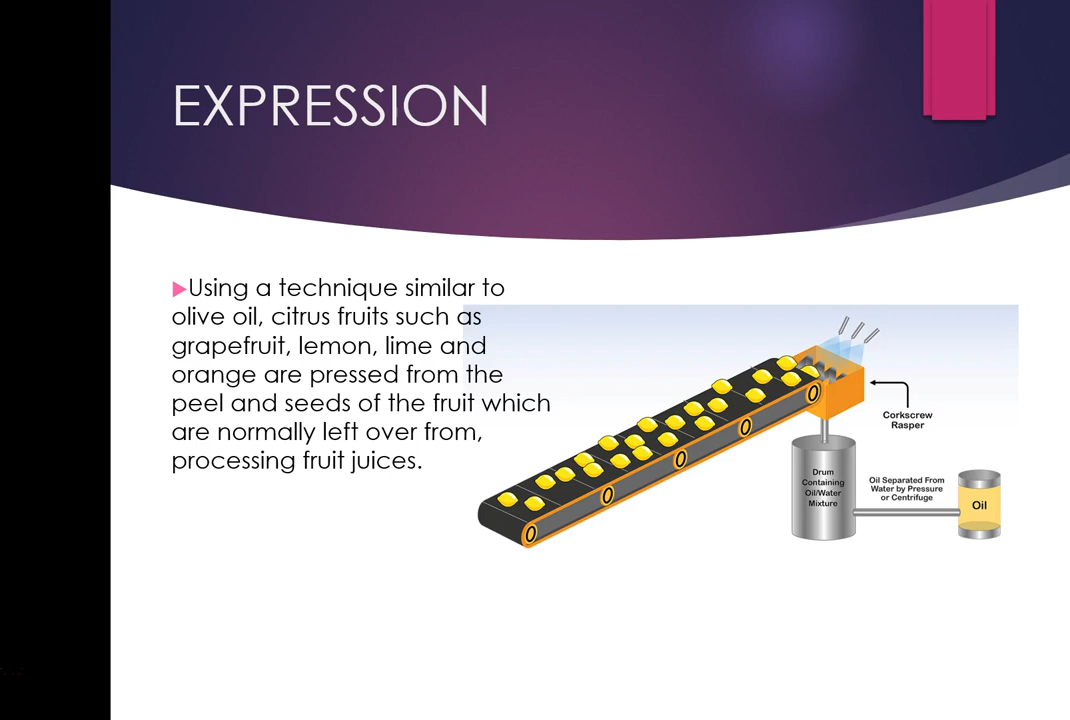 EXPRESSION
Using a technique similar to
olive oil, citrus fruits such as
grapefruit, lemon, lime and
orange are pressed from the
peel and seeds of the fruit which
are normally left over from,
processing fruit juices.
Corkscrew
Rasper
Drum
Containing
Oil/Water
Mixture
Oil Separated From
Water by Pressure
or Centrifuge
Oil